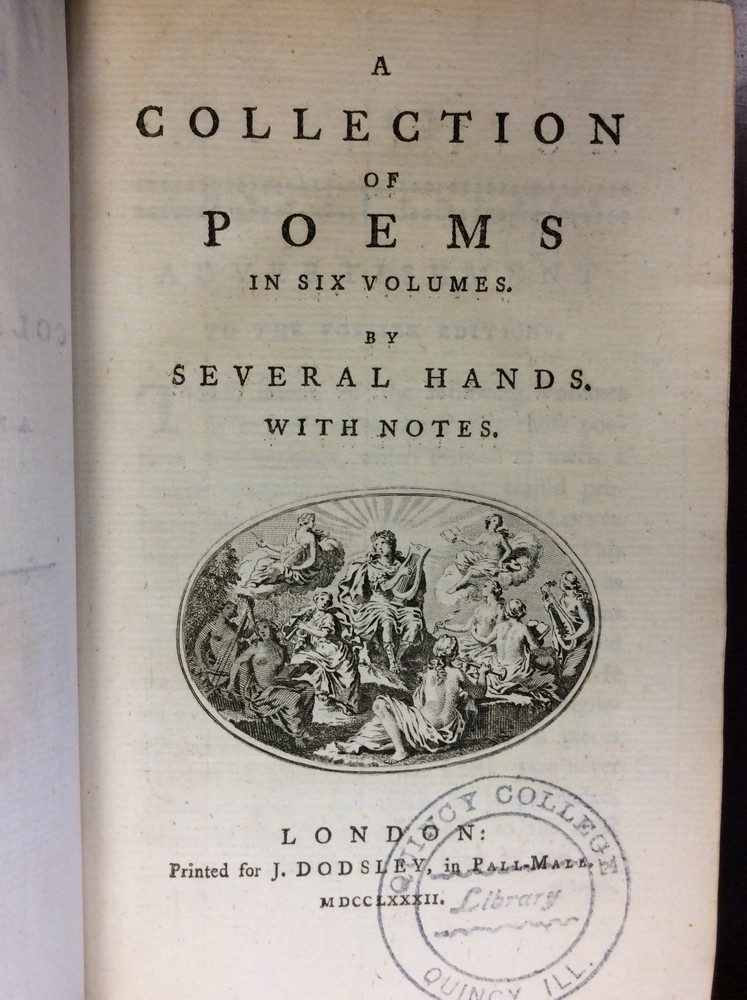 A
COLLECTION
OF
POEMS
IN SIX VOLUMES.
BY
SEVERAL HANDS.
WITH NOTES.
LONDON:
Printed for J. DODSLEY, in PALL-MALL.
MDCCLXXXII.
QUINCY COLLEGE
Library
QUINCY ILL.